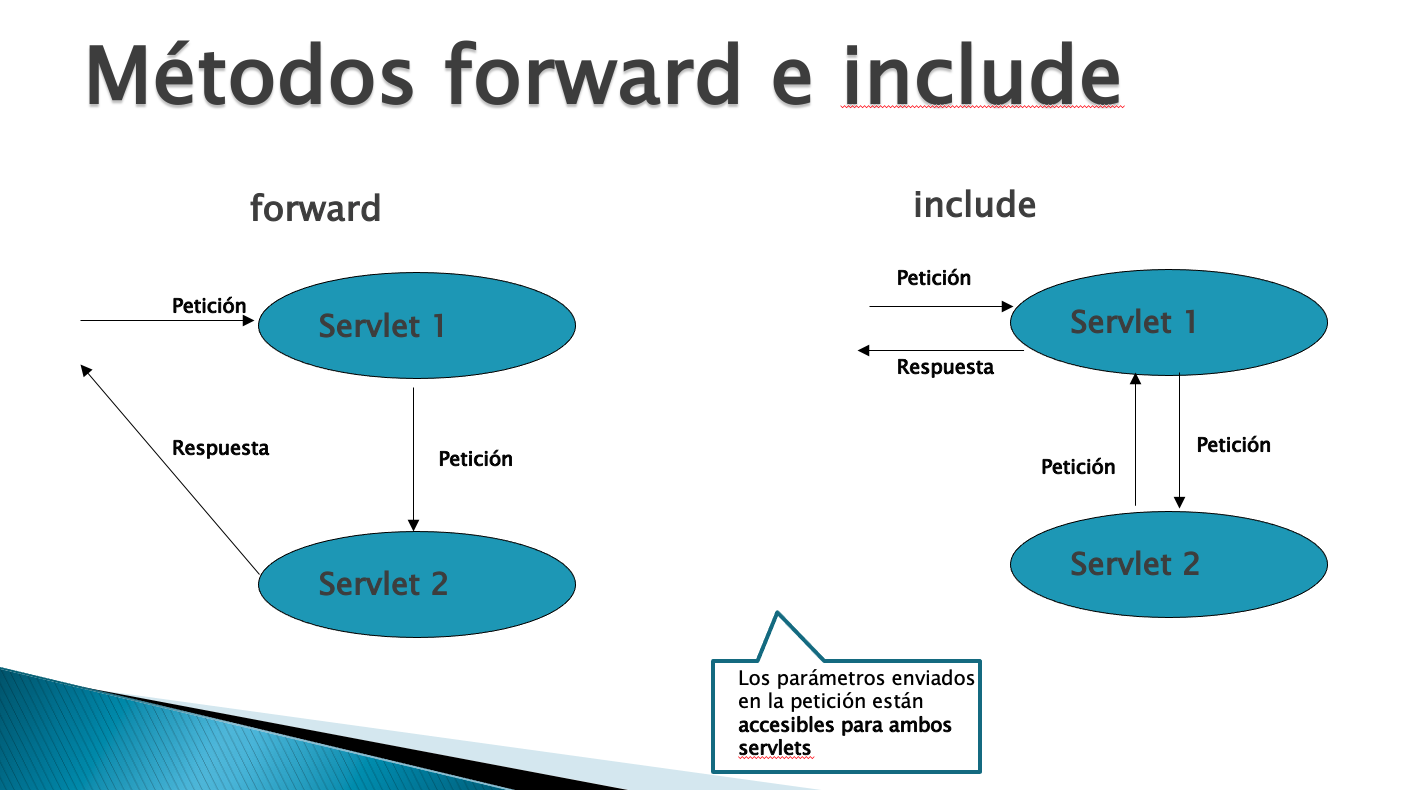 Métodos forward e include
forward
Petición
Servlet 1
Respuesta
Petición
Servlet 2
include
Petición
Servlet 1
Respuesta
Petición
Petición
Servlet 2
Los parámetros enviados
en la petición están
accesibles para ambos
servlets